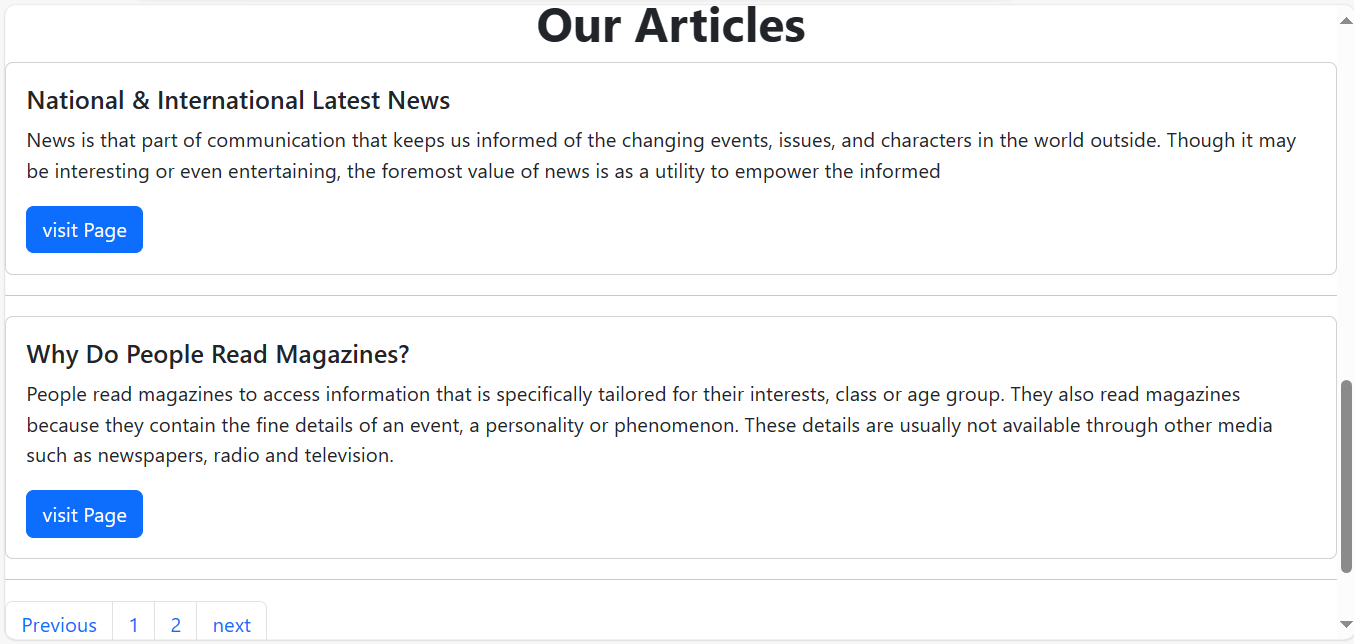 Our Articles
National & International Latest News
News is that part of communication that keeps us informed of the changing events, issues, and characters in the world outside. Though it may
be interesting or even entertaining, the foremost value of news is as a utility to empower the informed
visit Page
Why Do People Read Magazines?
People read magazines to access information that is specifically tailored for their interests, class or age group. They also read magazines
because they contain the fine details of an event, a personality or phenomenon. These details are usually not available through other media
such as newspapers, radio and television.
visit Page
Previous 1 2 next